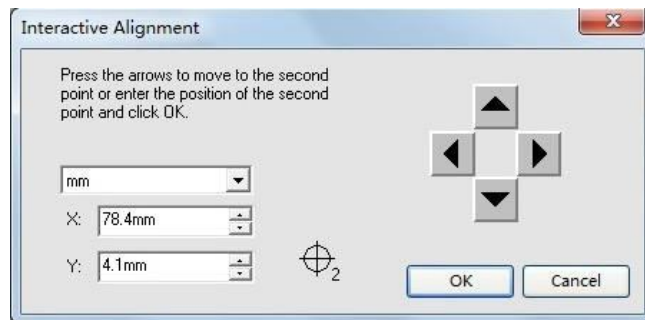 Interactive Alignment
Press the arrows to move to the second
point or enter the position of the second
point and click OK.
mm
X: 78.4mm
Y: 4.1mm
2
OK Cancel